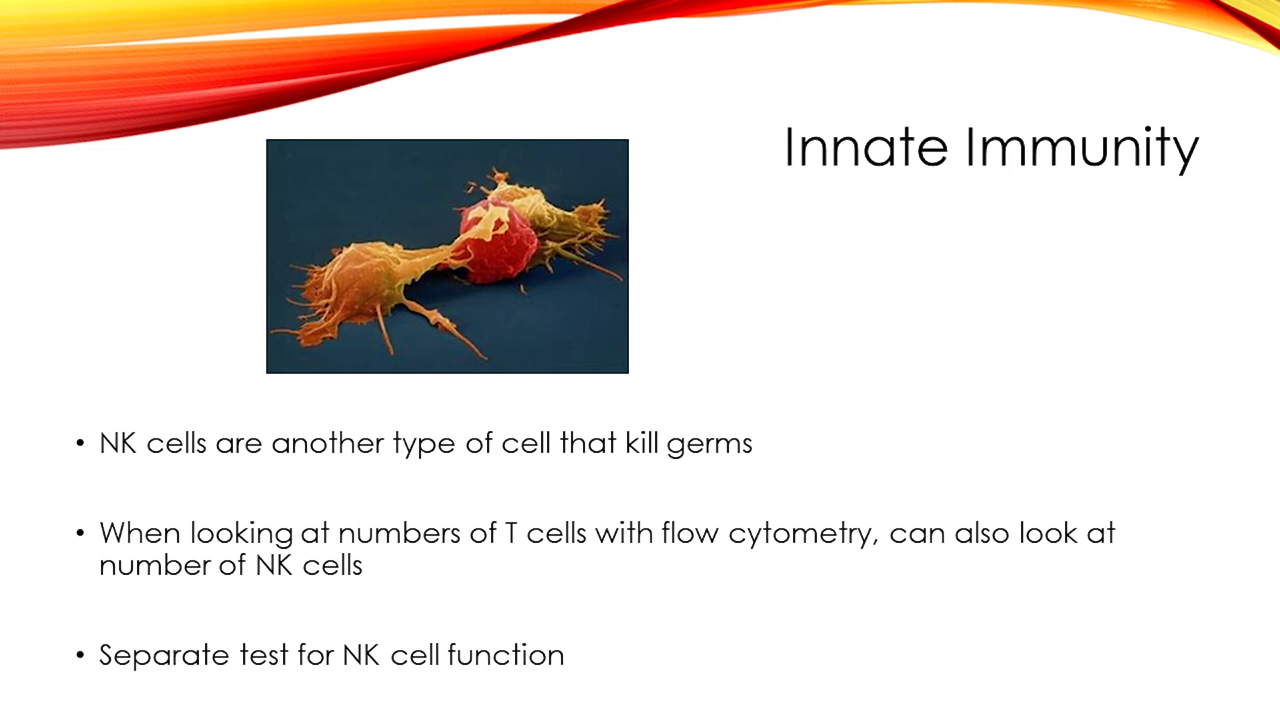 Innate Immunity
• NK cells are another type of cell that kill germs
• When looking at numbers of T cells with flow cytometry, can also look at
number of NK cells
• Separate test for NK cell function